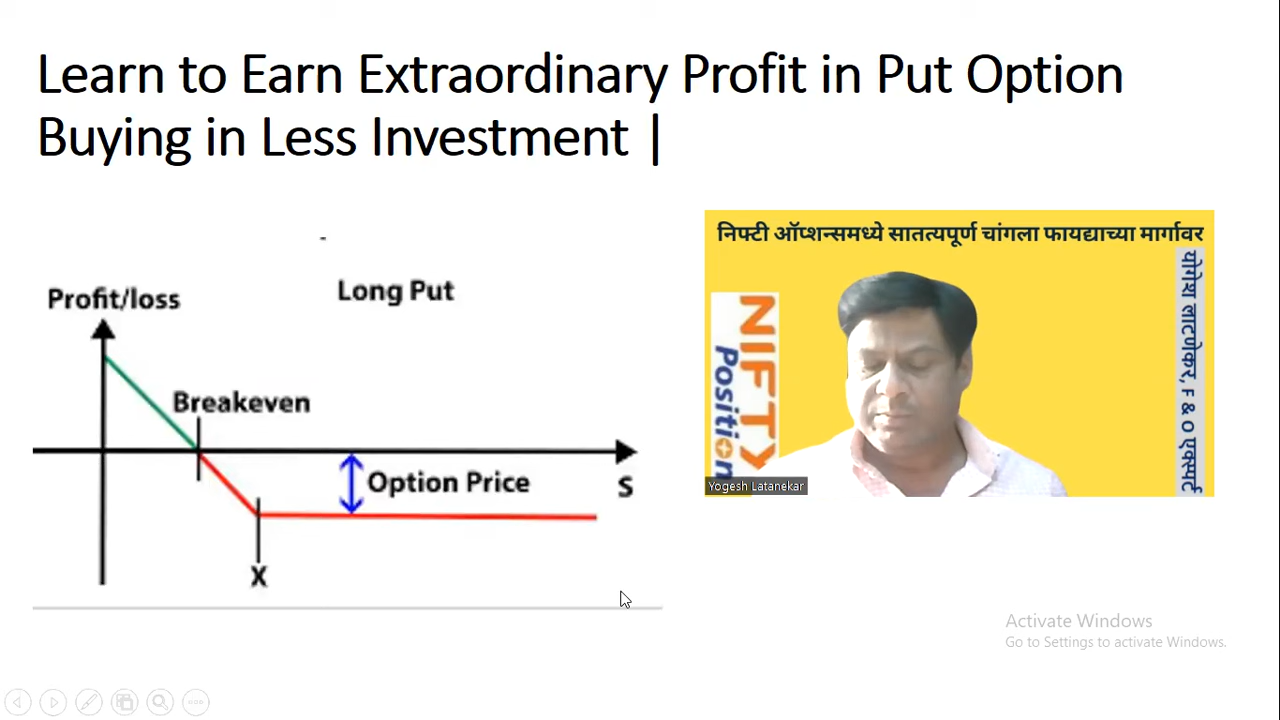 Learn to Earn Extraordinary Profit in Put Option
Buying in Less Investment |
-
Long Put
Profit/loss
Breakeven
Option Price
S
X
निफ्टी ऑप्शन्समध्ये सातत्यपूर्ण चांगला फायद्याच्या मार्गावर
NIFTY
Position
योगेश लाटणेकर, F & O एक्स्पर्ट
Yogesh Latanekar
Activate Windows
Go to Settings to activate Windows.